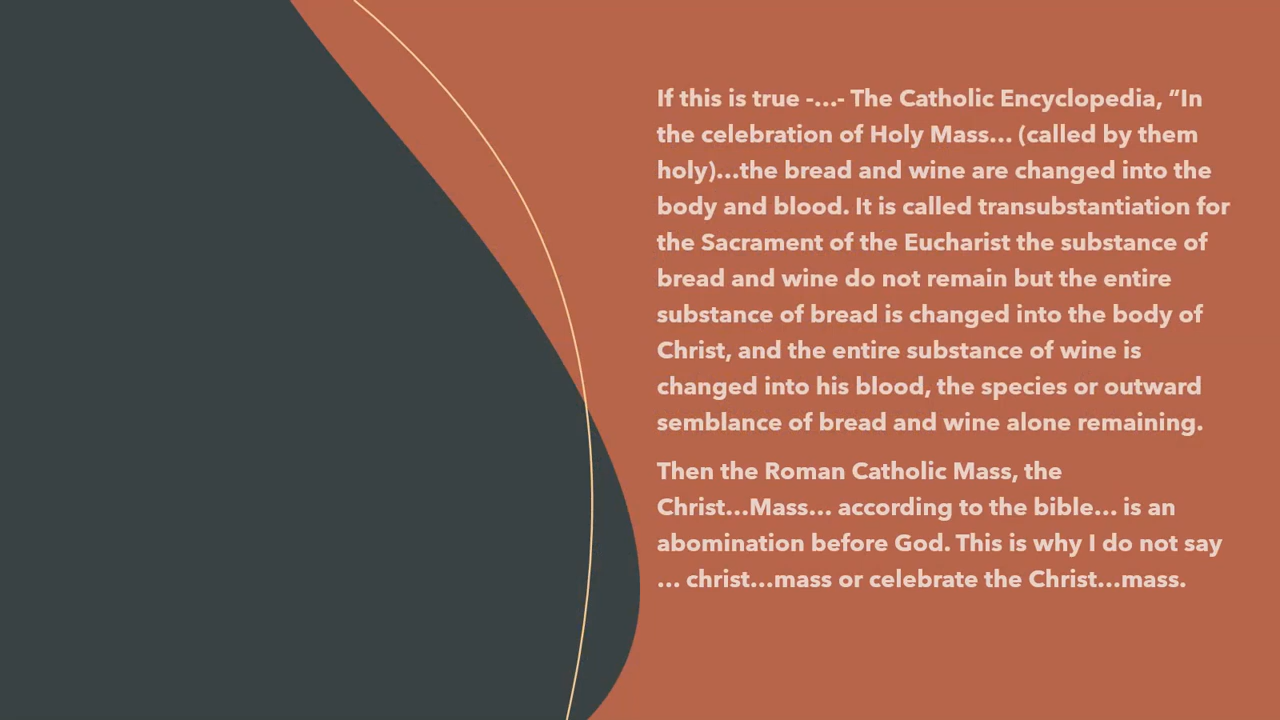 If this is true -...- The Catholic Encyclopedia, “In
the celebration of Holy Mass... (called by them
holy)...the bread and wine are changed into the
body and blood. It is called transubstantiation for
the Sacrament of the Eucharist the substance of
bread and wine do not remain but the entire
substance of bread is changed into the body of
Christ, and the entire substance of wine is
changed into his blood, the species or outward
semblance of bread and wine alone remaining.
Then the Roman Catholic Mass, the
Christ...Mass... according to the bible... is an
abomination before God. This is why I do not say
... christ...mass or celebrate the Christ...mass.